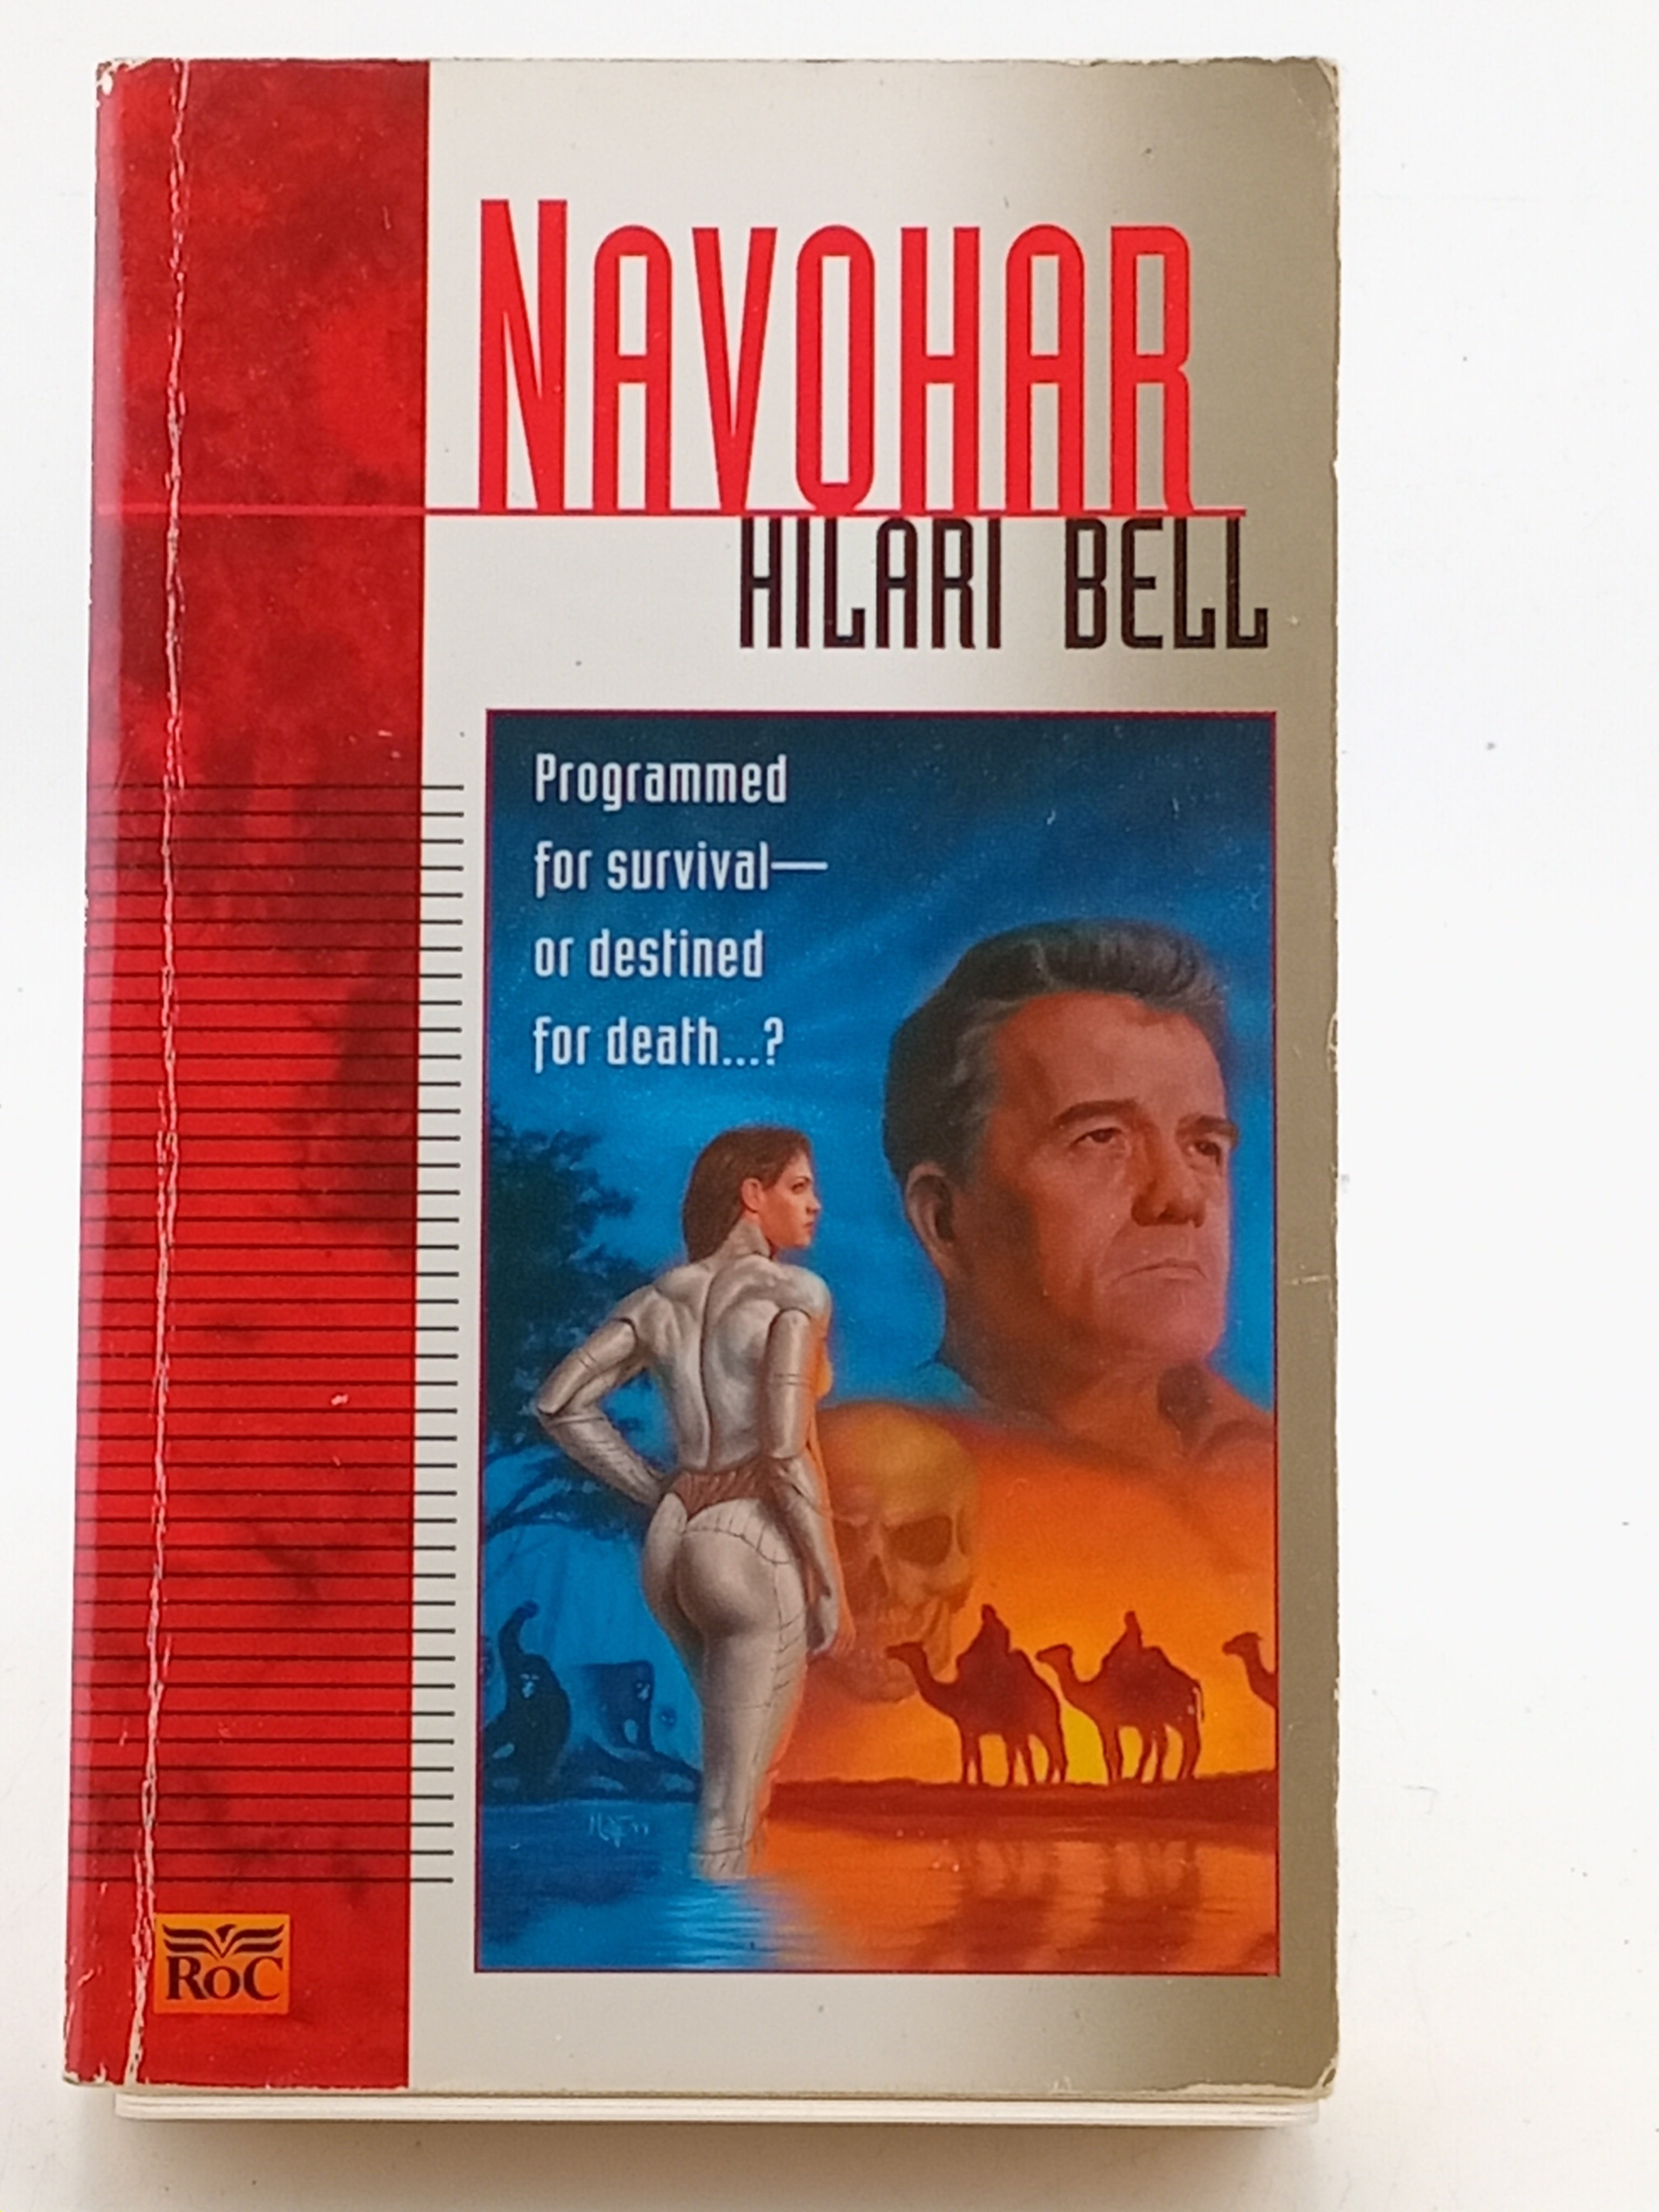 NAVOHAR
HILARI BELL
Programmed
for survival—
or destined
for death...?
ROC